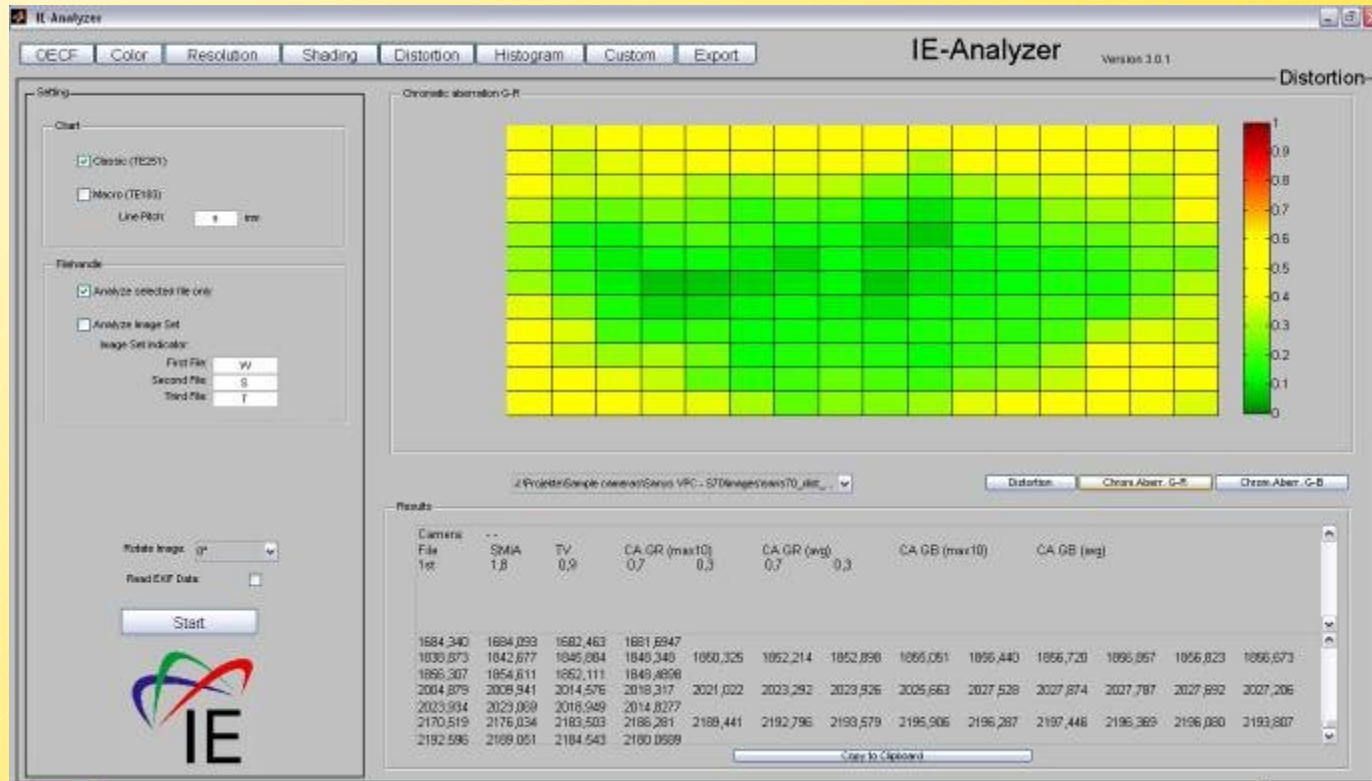 IE-Analyzer
OECF Color Resolution Shading Distortion Histogram Custom Export
IE-Analyzer Version 3.0.1
Distortion
Setting
Chart
Classic (TE251)
Macro (TE183)
Line Pitch: mm
Filehandle
Analyze selected file only
Analyze Image Set
Image Set indicator:
First File: W
Second File: S
Third File: T
Rotate Image: 0°
Read EXIF Data:
Start
IE
Chromatic aberration G-R
1
0.9
0.8
0.7
0.6
0.5
0.4
0.3
0.2
0.1
0
Distortion Chrom.Aberr. G-R Chrom.Aberr. G-B
Results
Camera: --
File SMIA TV CA GR (max10) CA GR (avg) CA GB (max10) CA GB (avg)
1st 1,8 0,9 0,7 0,3 0,7 0,3
1684,340 1684,093 1682,463 1681,6947
1838,873 1842,677 1845,884 1848,348 1850,325 1852,214 1852,898 1855,051 1856,440 1856,720 1856,857 1856,823 1856,673
1856,307 1854,611 1852,111 1848,4898
2004,879 2009,941 2014,576 2018,317 2021,022 2023,292 2023,926 2025,663 2027,528 2027,874 2027,787 2027,692 2027,206
2023,934 2023,069 2018,949 2014,8277
2170,519 2176,034 2183,503 2186,281 2189,441 2192,796 2193,579 2195,906 2196,287 2197,446 2196,369 2196,080 2193,807
2192,596 2189,051 2184,543 2180,0689
Copy to Clipboard